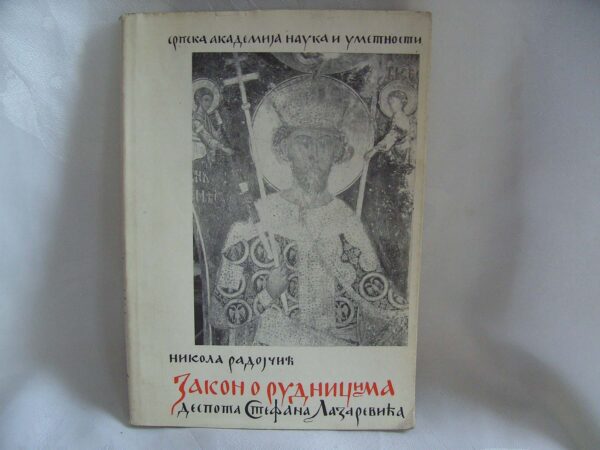 српска академија наука и уметности
никола радојчић
Закон о рудницима
деспота Стефана Лазаревића